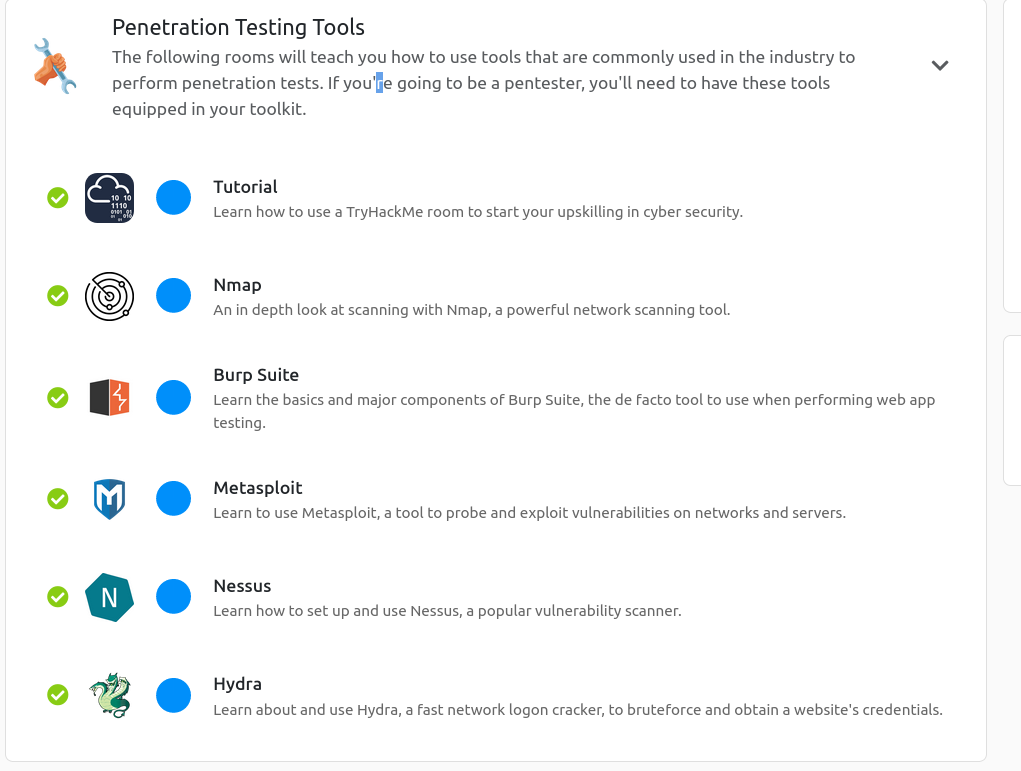 Penetration Testing Tools
The following rooms will teach you how to use tools that are commonly used in the industry to
perform penetration tests. If you're going to be a pentester, you'll need to have these tools
equipped in your toolkit.
Tutorial
Learn how to use a TryHackMe room to start your upskilling in cyber security.
10 10
1110
0101 01
010
01
Nmap
An in depth look at scanning with Nmap, a powerful network scanning tool.
Burp Suite
Learn the basics and major components of Burp Suite, the de facto tool to use when performing web app
testing.
Metasploit
Learn to use Metasploit, a tool to probe and exploit vulnerabilities on networks and servers.
M
Nessus
Learn how to set up and use Nessus, a popular vulnerability scanner.
N
Hydra
Learn about and use Hydra, a fast network logon cracker, to bruteforce and obtain a website's credentials.